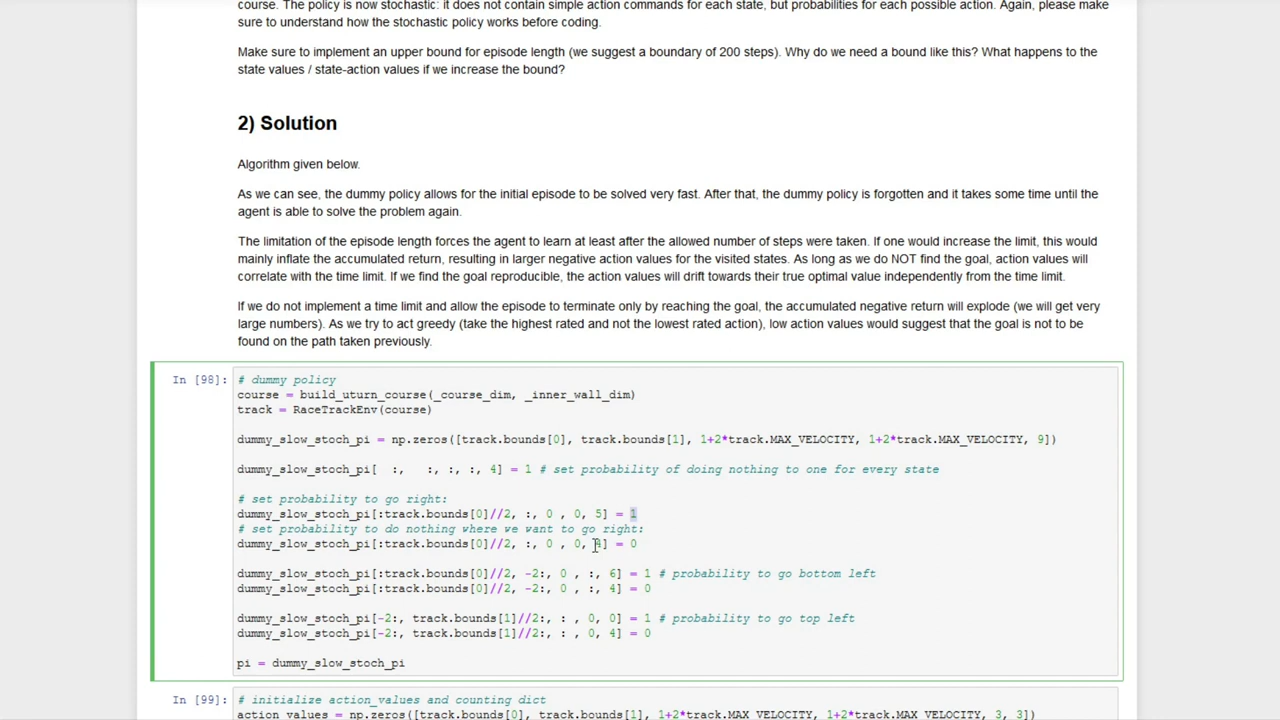 course. The policy is now stochastic: it does not contain simple action commands for each state, but probabilities for each possible action. Again, please make
sure to understand how the stochastic policy works before coding.
Make sure to implement an upper bound for episode length (we suggest a boundary of 200 steps). Why do we need a bound like this? What happens to the
state values / state-action values if we increase the bound?
2) Solution
Algorithm given below.
As we can see, the dummy policy allows for the initial episode to be solved very fast. After that, the dummy policy is forgotten and it takes some time until the
agent is able to solve the problem again.
The limitation of the episode length forces the agent to learn at least after the allowed number of steps were taken. If one would increase the limit, this would
mainly inflate the accumulated return, resulting in larger negative action values for the visited states. As long as we do NOT find the goal, action values will
correlate with the time limit. If we find the goal reproducible, the action values will drift towards their true optimal value independently from the time limit.
If we do not implement a time limit and allow the episode to terminate only by reaching the goal, the accumulated negative return will explode (we will get very
large numbers). As we try to act greedy (take the highest rated and not the lowest rated action), low action values would suggest that the goal is not to be
found on the path taken previously.
In [98]: # dummy policy
course = build_uturn_course(_course_dim, _inner_wall_dim)
track = RaceTrackEnv(course)
dummy_slow_stoch_pi = np.zeros([track.bounds[0], track.bounds[1], 1+2*track.MAX_VELOCITY, 1+2*track.MAX_VELOCITY, 9])
dummy_slow_stoch_pi[  :,   :, :, :, 4] = 1 # set probability of doing nothing to one for every state
# set probability to go right:
dummy_slow_stoch_pi[:track.bounds[0]//2, :, 0 , 0, 5] = 1
# set probability to do nothing where we want to go right:
dummy_slow_stoch_pi[:track.bounds[0]//2, :, 0 , 0, 4] = 0
dummy_slow_stoch_pi[:track.bounds[0]//2, -2:, 0 , :, 6] = 1 # probability to go bottom left
dummy_slow_stoch_pi[:track.bounds[0]//2, -2:, 0 , :, 4] = 0
dummy_slow_stoch_pi[-2:, track.bounds[1]//2:, : , 0, 0] = 1 # probability to go top left
dummy_slow_stoch_pi[-2:, track.bounds[1]//2:, : , 0, 4] = 0
pi = dummy_slow_stoch_pi
In [99]: # initialize action_values and counting dict
action_values = np.zeros([track.bounds[0], track.bounds[1], 1+2*track.MAX_VELOCITY, 1+2*track.MAX_VELOCITY, 3, 3])